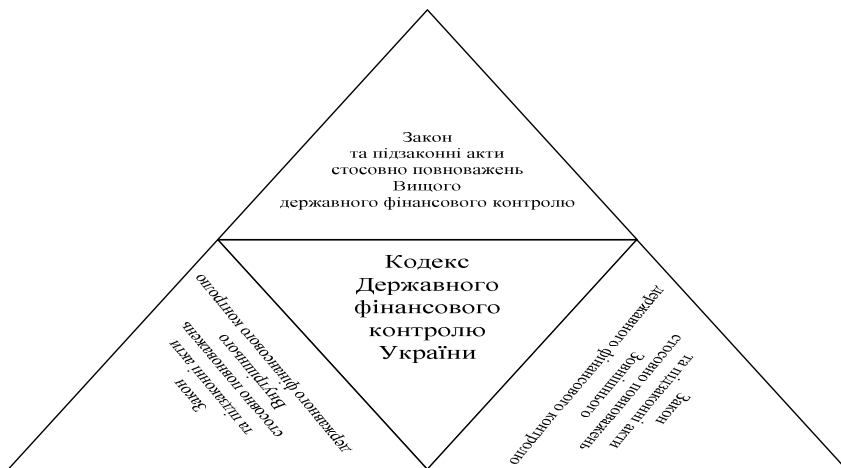 Закон
та підзаконні акти
стосовно повноважень
Вищого
державного фінансового контролю
Кодекс
Державного
фінансового
контролю
України
Закон
та підзаконні акти
стосовно повноважень
Внутрішнього
державного фінансового контролю
Закон
та підзаконні акти
стосовно повноважень
Зовнішнього
державного фінансового контролю